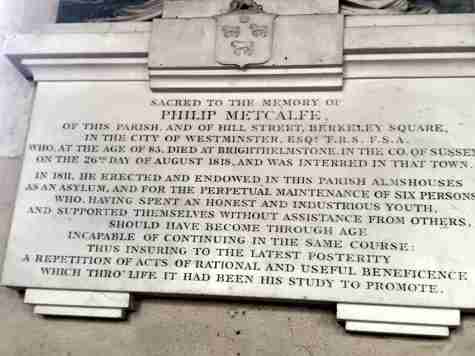 SACRED TO THE MEMORY OF
PHILIP METCALFE,
OF THIS PARISH, AND OF HILL STREET, BERKELEY SQUARE,
IN THE CITY OF WESTMINSTER, ESQR. F.R.S. F.S.A.
WHO, AT THE AGE OF 85, DIED AT BRIGHTHELMSTONE, IN THE CO. OF SUSSEX
ON THE 26TH DAY OF AUGUST 1818, AND WAS INTERRED IN THAT TOWN.
IN 1811, HE ERECTED AND ENDOWED IN THIS PARISH ALMSHOUSES
AS AN ASYLUM, AND FOR THE PERPETUAL MAINTENANCE OF SIX PERSONS
WHO, HAVING SPENT AN HONEST AND INDUSTRIOUS YOUTH,
AND SUPPORTED THEMSELVES WITHOUT ASSISTANCE FROM OTHERS,
SHOULD HAVE BECOME THROUGH AGE
INCAPABLE OF CONTINUING IN THE SAME COURSE:
THUS INSURING TO THE LATEST POSTERITY
A REPETITION OF ACTS OF RATIONAL AND USEFUL BENEFICENCE
WHICH THRO' LIFE IT HAD BEEN HIS STUDY TO PROMOTE.